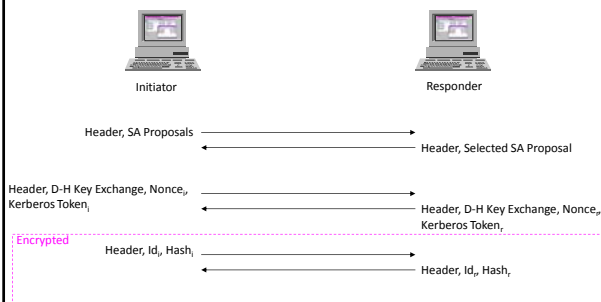 Initiator
Responder
Header, SA Proposals
Header, Selected SA Proposal
Header, D-H Key Exchange, Nonceᵢ,
Kerberos Tokenᵢ
Header, D-H Key Exchange, Nonceᵣ,
Kerberos Tokenᵣ
Encrypted
Header, Idᵢ, Hashᵢ
Header, Idᵣ, Hashᵣ